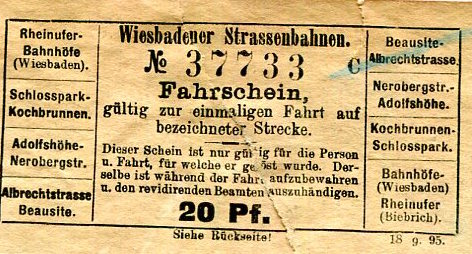 Rheinufer-
Bahnhöfe
(Wiesbaden).
Schlosspark-
Kochbrunnen.
Adolfshöhe-
Nerobergstr.
Albrechtstrasse
Beausite.
Wiesbadener Strassenbahnen.
№ 37733 C
Fahrschein,
gültig zur einmaligen Fahrt auf
bezeichneter Strecke.
Dieser Schein ist nur gültig für die Person
u. Fahrt, für welche er gelöst wurde. Der-
selbe ist während der Fahrt aufzubewahren
u. den revidirenden Beamten auszuhändigen.
20 Pf.
Siehe Rückseite!
Beausite-
Albrechtstrasse.
Nerobergstr.-
Adolfshöhe.
Kochbrunnen-
Schlosspark.
Bahnhöfe-
(Wiesbaden)
Rheinufer
(Biebrich).
18 9. 95.